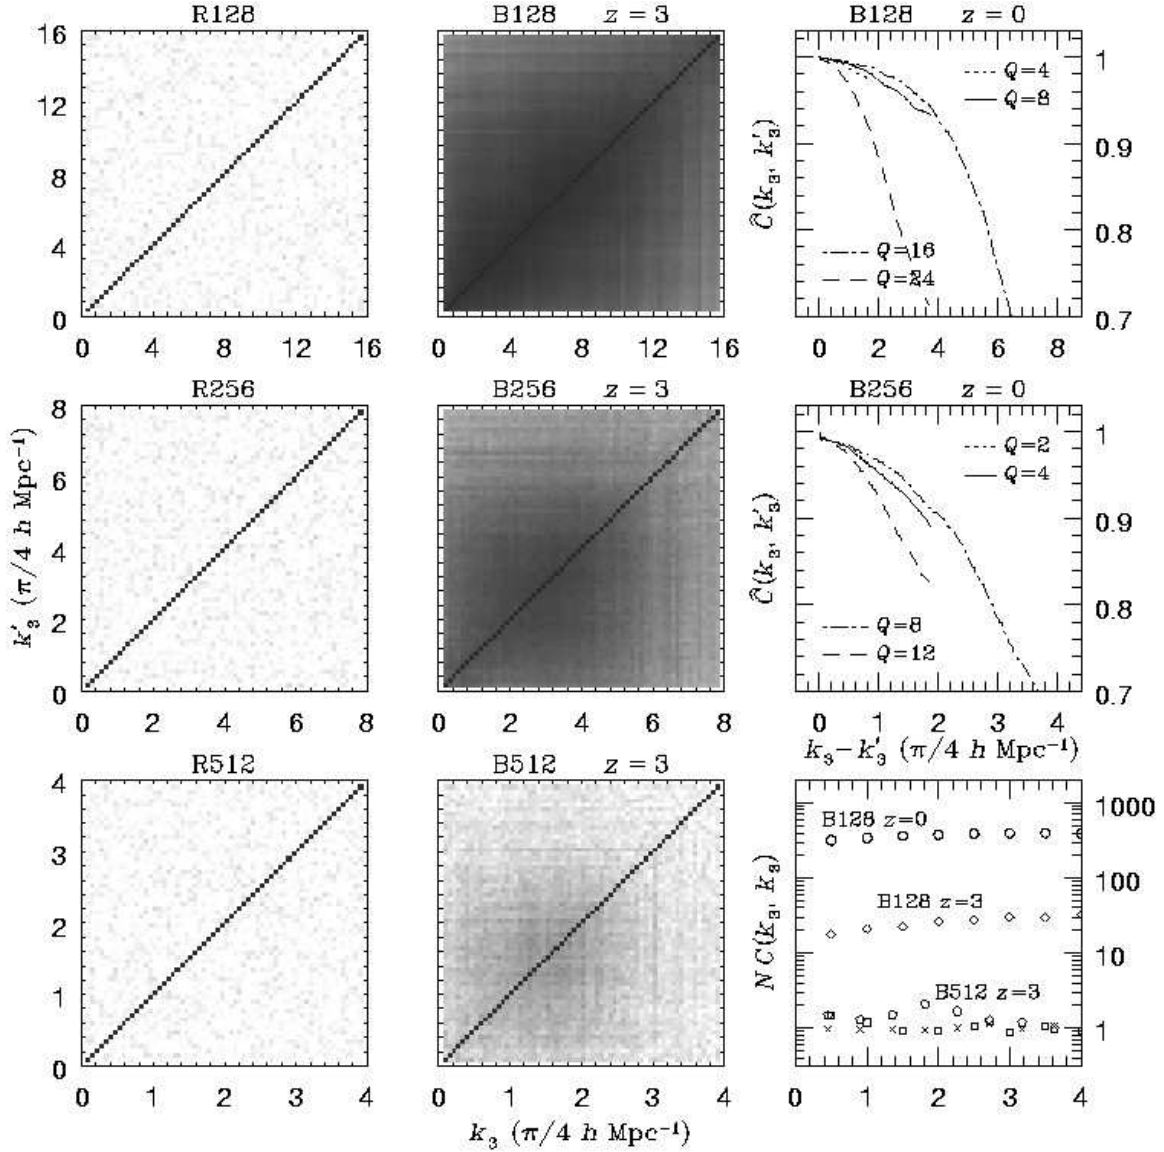 R128
B128 z = 3
B128 z = 0
16
12
8
4
0
0 4 8 12 16
0 4 8 12 16
Q=4
Q=8
Q=16
Q=24
1
0.9
0.8
0.7
0 2 4 6 8
Ĉ(k₃, k₃′)
R256
B256 z = 3
B256 z = 0
8
6
4
2
0
0 2 4 6 8
0 2 4 6 8
k₃′ (π/4 h Mpc⁻¹)
Q=2
Q=4
Q=8
Q=12
1
0.9
0.8
0.7
0 1 2 3 4
Ĉ(k₃, k₃′)
k₃−k₃′ (π/4 h Mpc⁻¹)
R512
B512 z = 3
4
3
2
1
0
0 1 2 3 4
0 1 2 3 4
k₃ (π/4 h Mpc⁻¹)
B128 z=0
B128 z=3
B512 z=3
1000
100
10
1
0 1 2 3 4
N C(k₃, k₃)